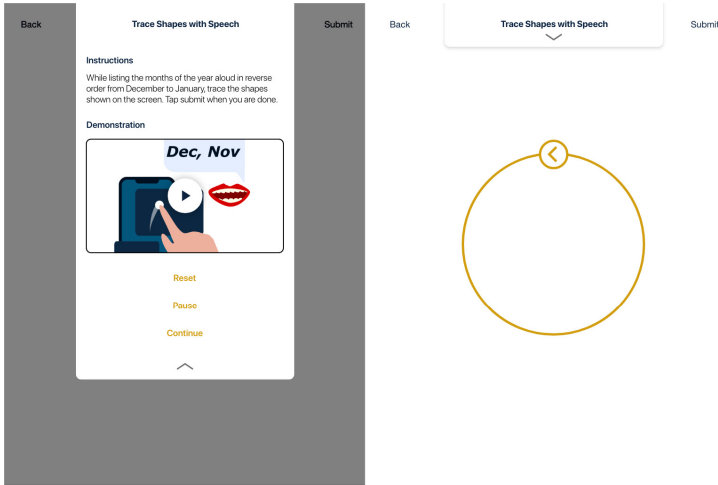 Back
Trace Shapes with Speech
Submit
Instructions
While listing the months of the year aloud in reverse
order from December to January, trace the shapes
shown on the screen. Tap submit when you are done.
Demonstration
Dec, Nov
Reset
Pause
Continue
Back
Trace Shapes with Speech
Submit